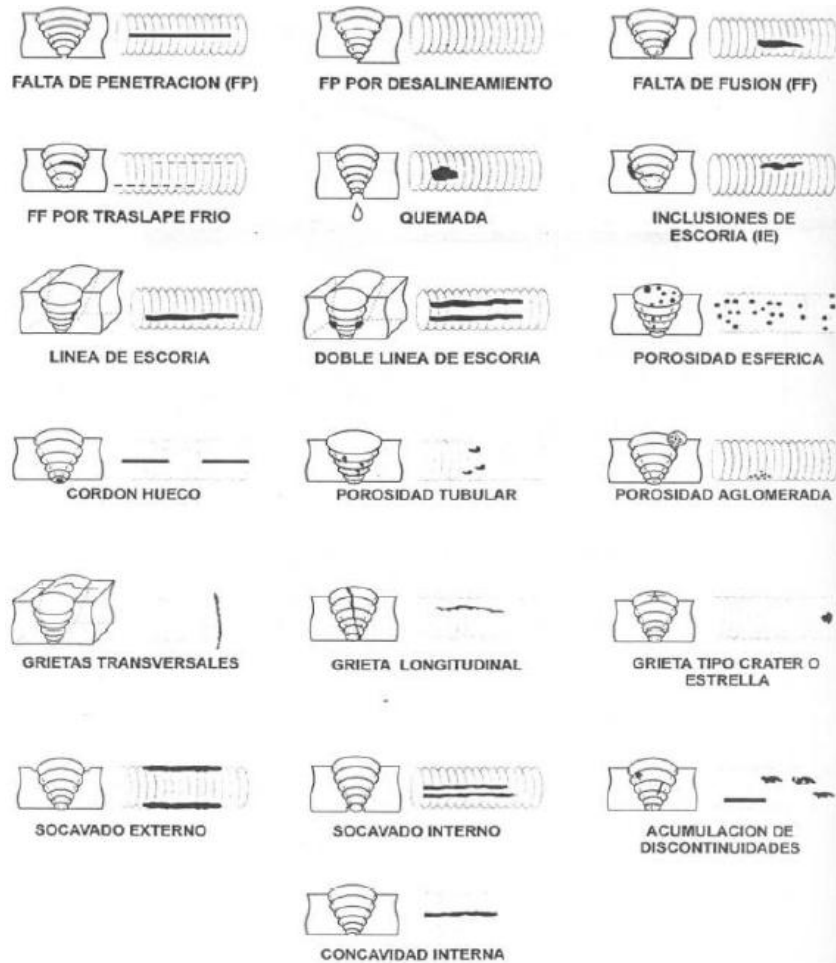 FALTA DE PENETRACION (FP)
FP POR DESALINEAMIENTO
FALTA DE FUSION (FF)
FF POR TRASLAPE FRIO
QUEMADA
INCLUSIONES DE
ESCORIA (IE)
LINEA DE ESCORIA
DOBLE LINEA DE ESCORIA
POROSIDAD ESFERICA
CORDON HUECO
POROSIDAD TUBULAR
POROSIDAD AGLOMERADA
GRIETAS TRANSVERSALES
GRIETA LONGITUDINAL
GRIETA TIPO CRATER O
ESTRELLA
SOCAVADO EXTERNO
SOCAVADO INTERNO
ACUMULACION DE
DISCONTINUIDADES
CONCAVIDAD INTERNA